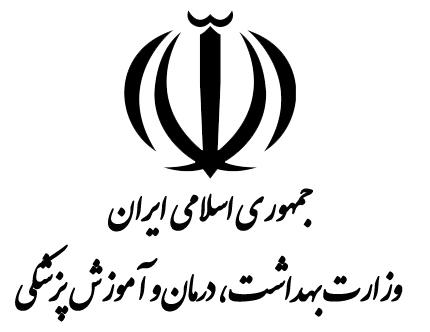 جمهوری اسلامی ایران
وزارت بهداشت، درمان و آموزش پزشکی